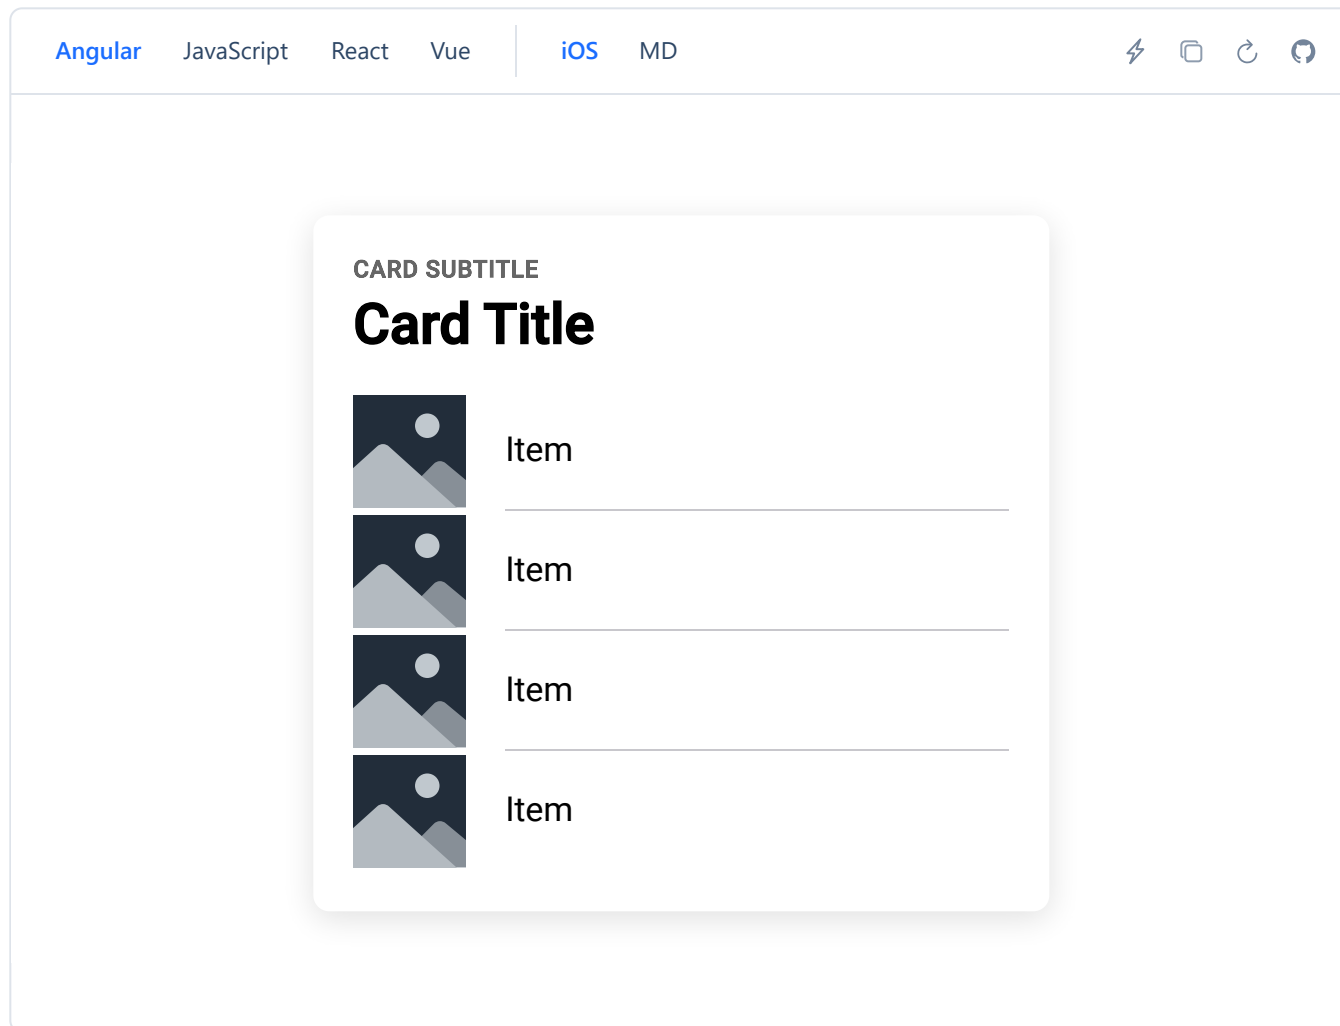 Angular JavaScript React Vue iOS MD
CARD SUBTITLE
Card Title
Item
Item
Item
Item